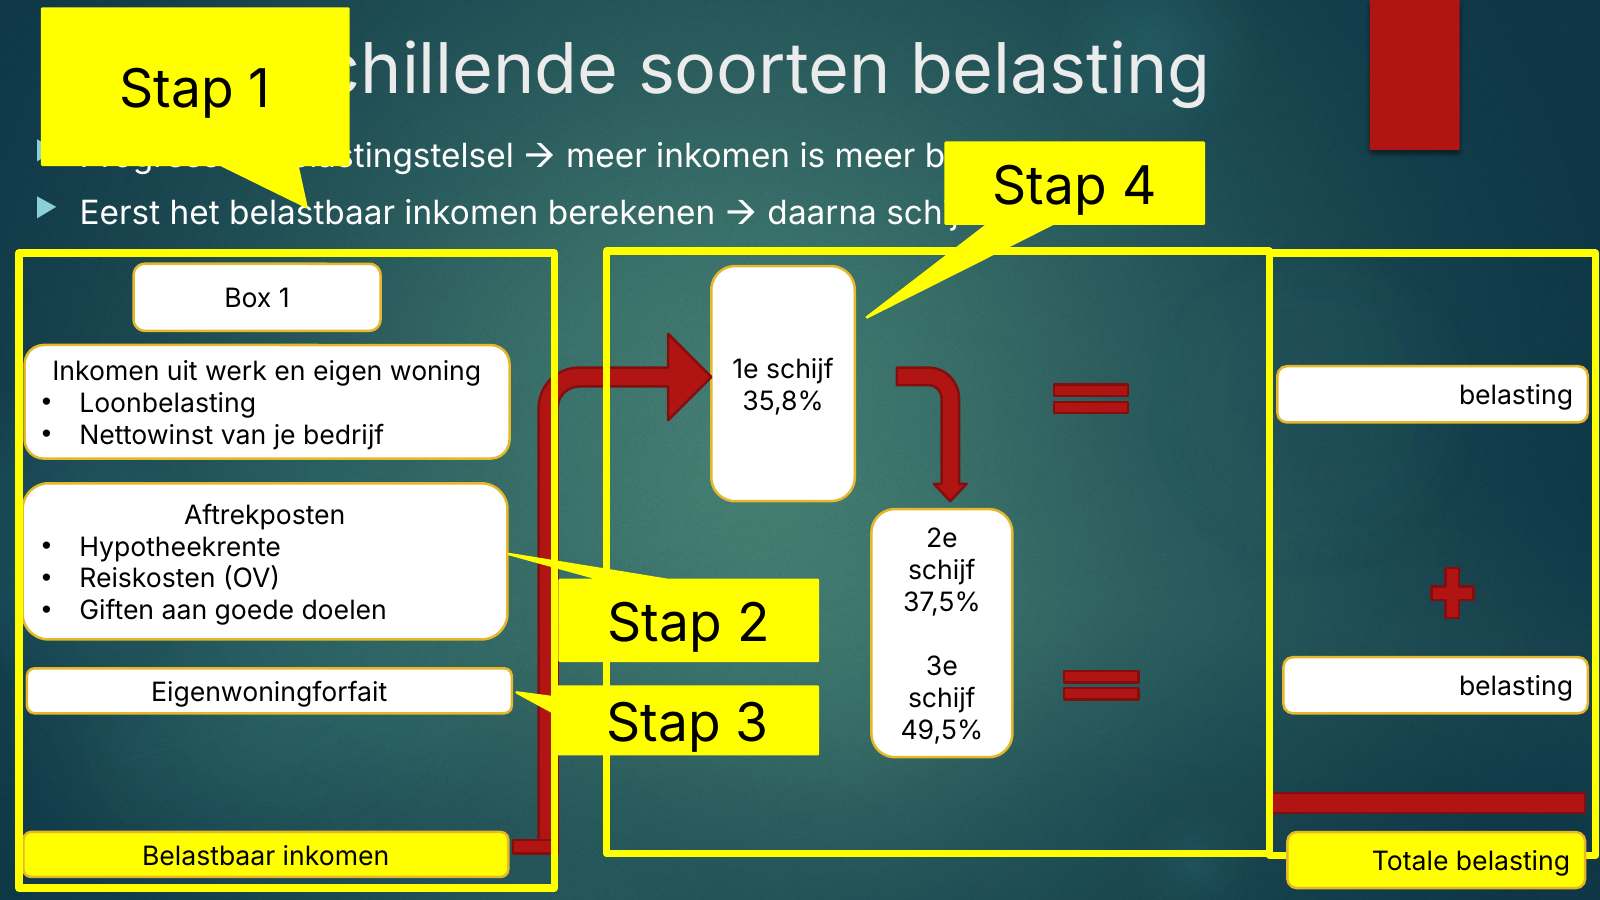 Stap 1
chillende soorten belasting
stingstelsel → meer inkomen is meer
Stap 4
Eerst het belastbaar inkomen berekenen → daarna
Box 1
Inkomen uit werk en eigen woning
• Loonbelasting
• Nettowinst van je bedrijf
1e schijf
35,8%
belasting
Aftrekposten
• Hypotheekrente
• Reiskosten (OV)
• Giften aan goede doelen
2e
schijf
37,5%
3e
schijf
49,5%
Stap 2
Eigenwoningforfait
Stap 3
belasting
Belastbaar inkomen
Totale belasting